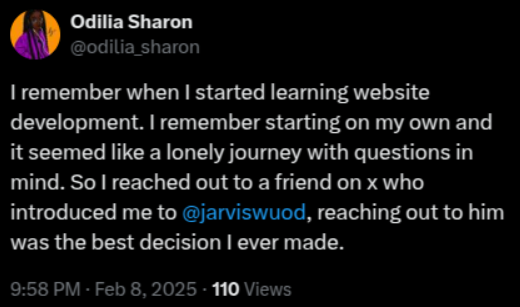 Odilia Sharon
@odilia_sharon
I remember when I started learning website
development. I remember starting on my own and
it seemed like a lonely journey with questions in
mind. So I reached out to a friend on x who
introduced me to @jarviswuod, reaching out to him
was the best decision I ever made.
9:58 PM · Feb 8, 2025 · 110 Views